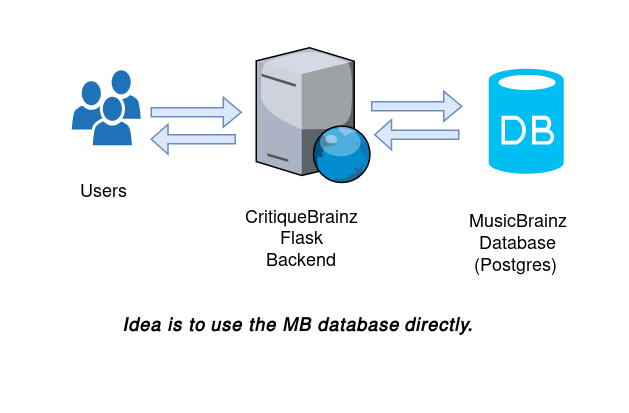 DB
Users
CritiqueBrainz
Flask
Backend
MusicBrainz
Database
(Postgres)
Idea is to use the MB database directly.